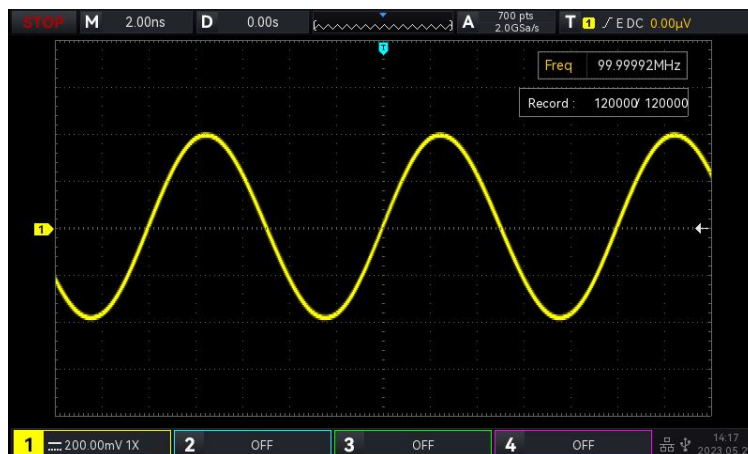 STOP M 2.00ns D 0.00s A 700 pts 2.0GSa/s T 1 E DC 0.00µV
T
Freq 99.99992MHz
Record : 120000/ 120000
1
1 200.00mV 1X 2 OFF 3 OFF 4 OFF 14:17